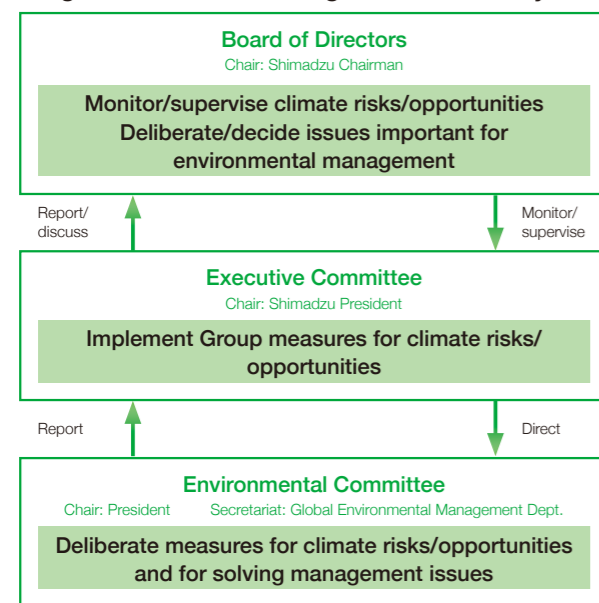 Board of Directors
Chair: Shimadzu Chairman
Monitor/supervise climate risks/opportunities
Deliberate/decide issues important for
environmental management
Report/
discuss
Monitor/
supervise
Executive Committee
Chair: Shimadzu President
Implement Group measures for climate risks/
opportunities
Report
Direct
Environmental Committee
Chair: President Secretariat: Global Environmental Management Dept.
Deliberate measures for climate risks/opportunities
and for solving management issues